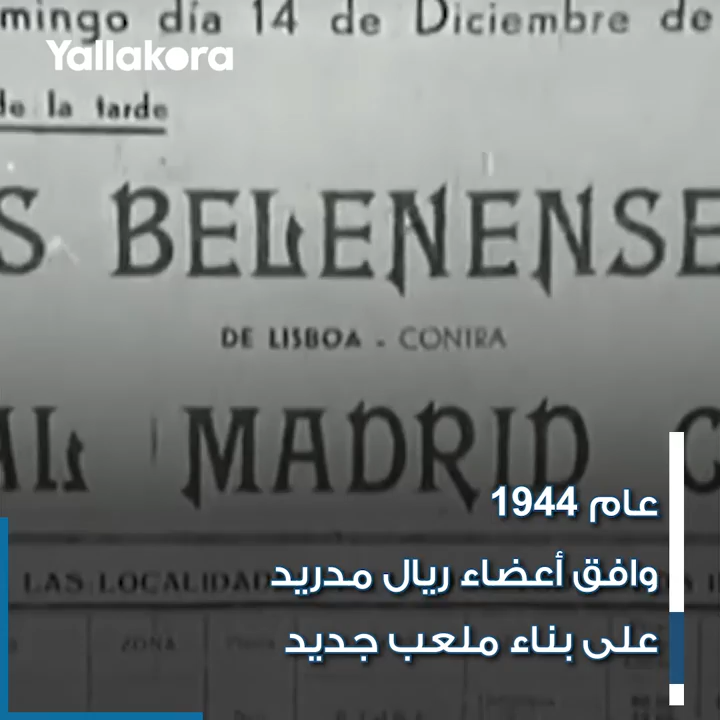 mingo día 14 de Diciembre de
Yallakora
de la tarde
S BELENENSE
DE LISBOA - CONTRA
AL MADRID C
عام 1944
وافق أعضاء ريال مدريد
LAS LOCALIDAD
على بناء ملعب جديد
ZONA